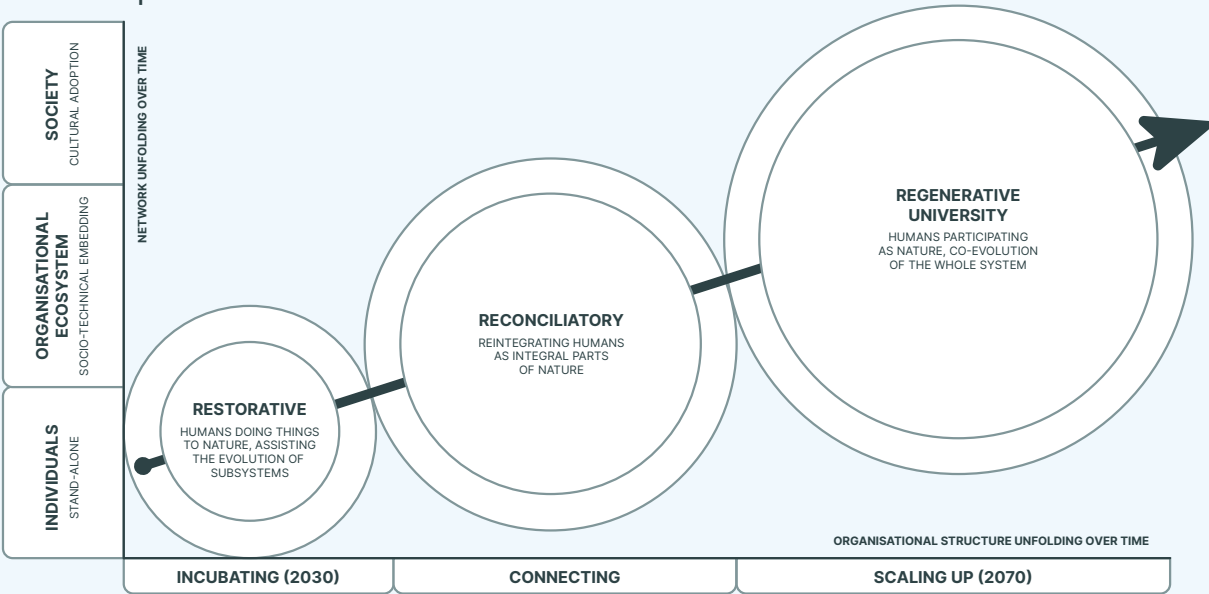 SOCIETY
CULTURAL ADOPTION
ORGANISATIONAL
ECOSYSTEM
SOCIO-TECHNICAL EMBEDDING
INDIVIDUALS
STAND-ALONE
NETWORK UNFOLDING OVER TIME
RESTORATIVE
HUMANS DOING THINGS
TO NATURE, ASSISTING
THE EVOLUTION OF
SUBSYSTEMS
RECONCILIATORY
REINTEGRATING HUMANS
AS INTEGRAL PARTS
OF NATURE
REGENERATIVE
UNIVERSITY
HUMANS PARTICIPATING
AS NATURE, CO-EVOLUTION
OF THE WHOLE SYSTEM
ORGANISATIONAL STRUCTURE UNFOLDING OVER TIME
INCUBATING (2030)
CONNECTING
SCALING UP (2070)